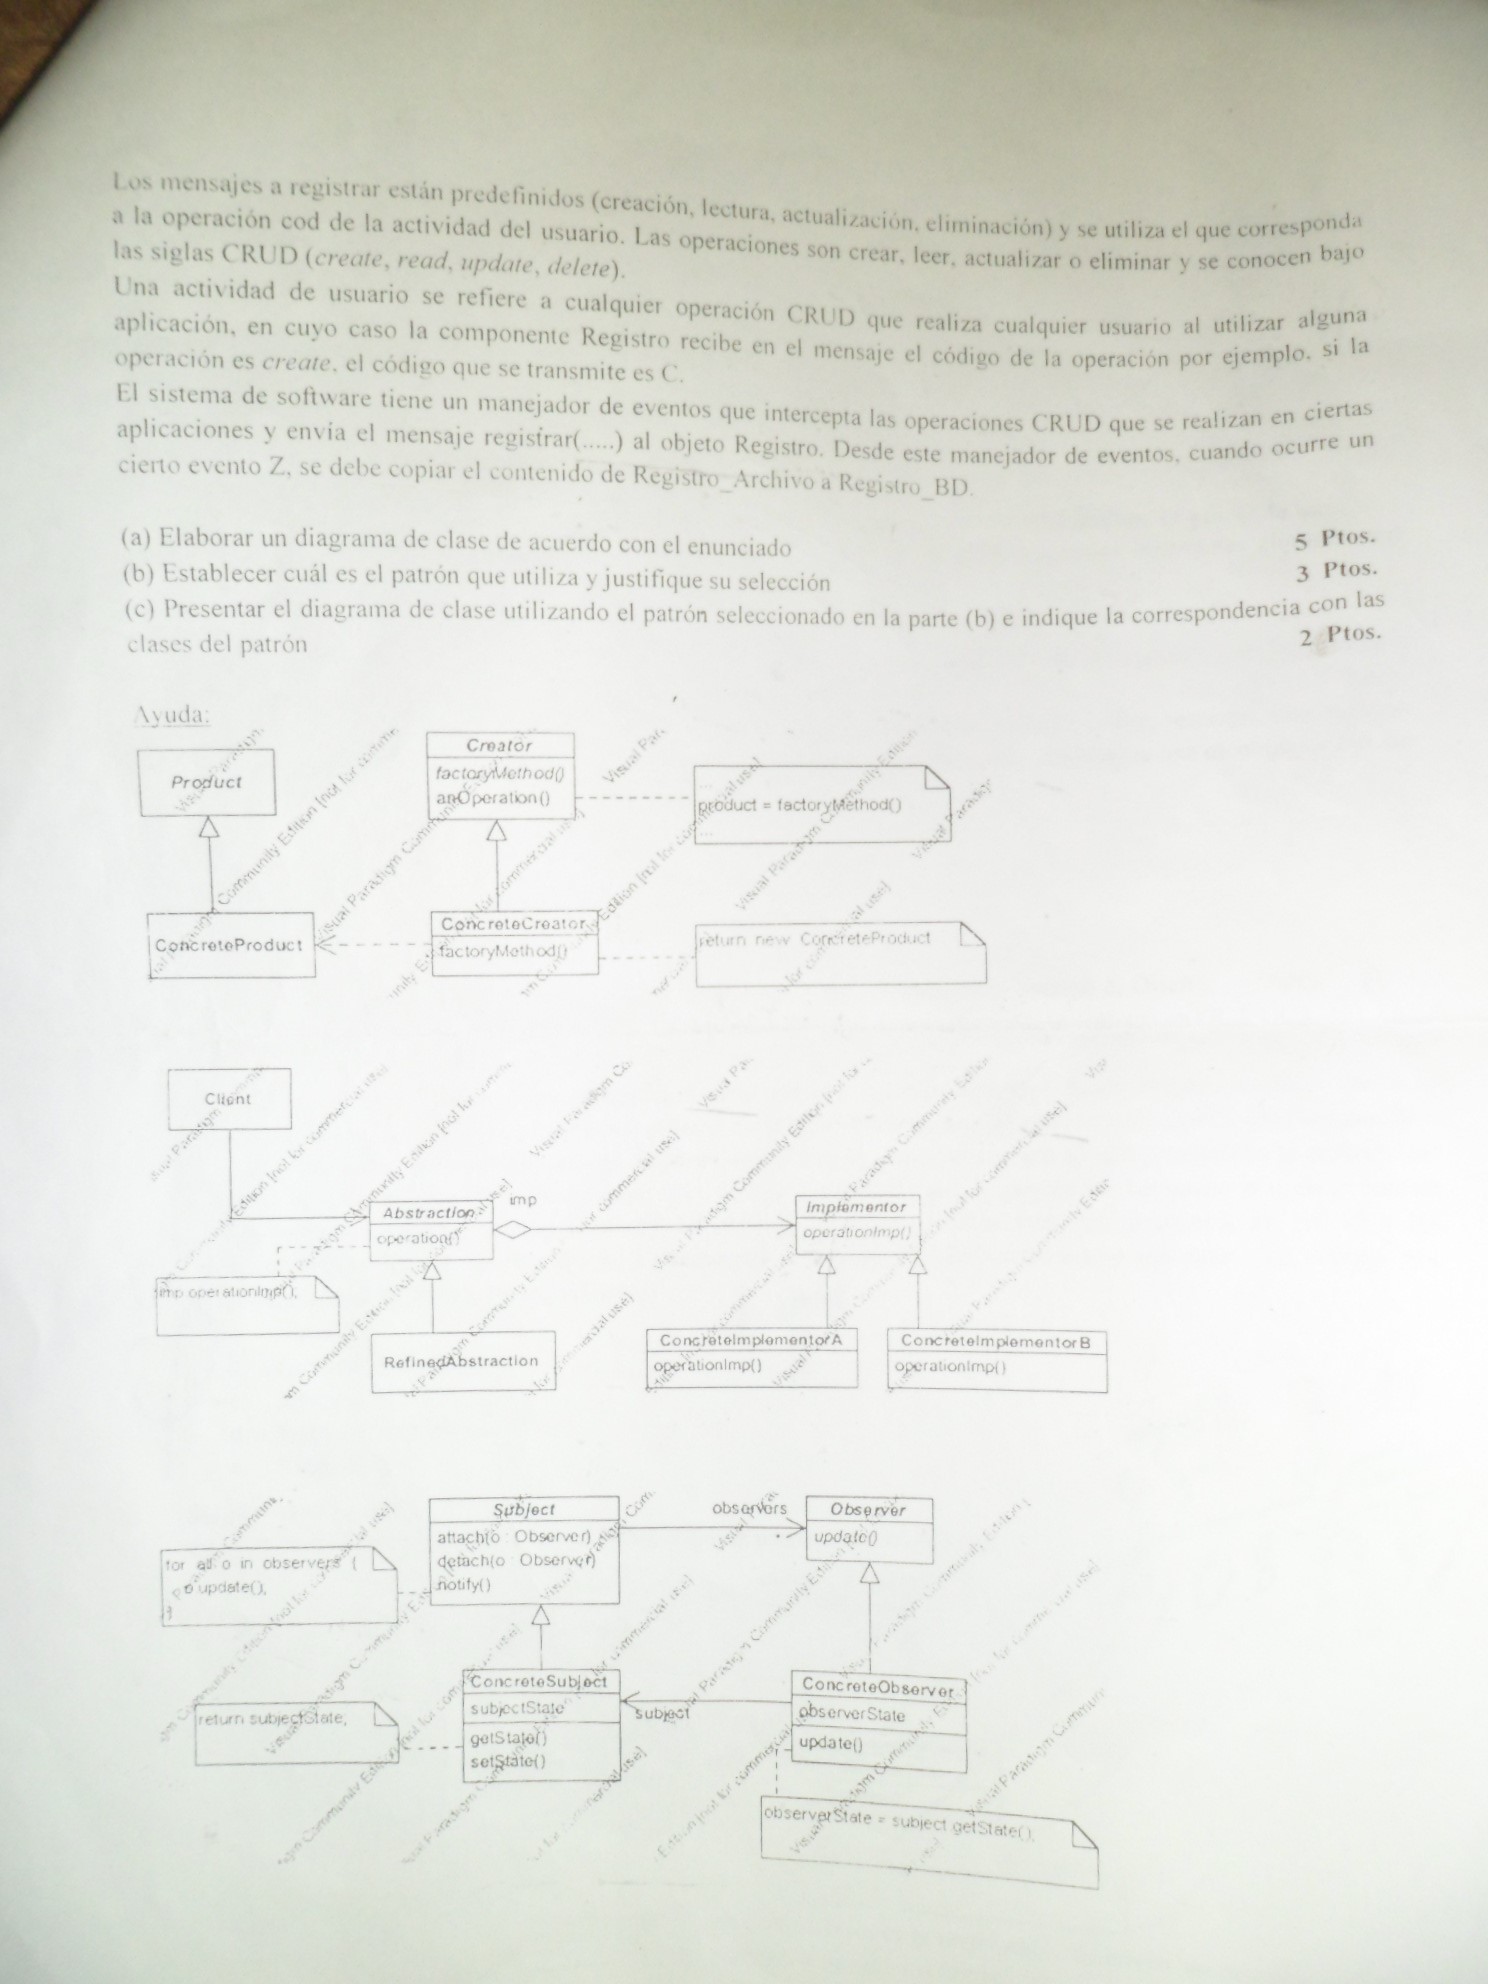 Los mensajes a registrar están predefinidos (creación, lectura, actualización, eliminación) y se utiliza el que corresponda
a la operación cod de la actividad del usuario. Las operaciones son crear, leer, actualizar o eliminar y se conocen bajo
las siglas CRUD (create, read, update, delete).
Una actividad de usuario se refiere a cualquier operación CRUD que realiza cualquier usuario al utilizar alguna
aplicación, en cuyo caso la componente Registro recibe en el mensaje el código de la operación por ejemplo, si la
operación es create, el código que se transmite es C.
El sistema de software tiene un manejador de eventos que intercepta las operaciones CRUD que se realizan en ciertas
aplicaciones y envía el mensaje registrar(.....) al objeto Registro. Desde este manejador de eventos, cuando ocurre un
cierto evento Z, se debe copiar el contenido de Registro_Archivo a Registro_BD.
(a) Elaborar un diagrama de clase de acuerdo con el enunciado 5 Ptos.
(b) Establecer cuál es el patrón que utiliza y justifique su selección 3 Ptos.
(c) Presentar el diagrama de clase utilizando el patrón seleccionado en la parte (b) e indique la correspondencia con las
clases del patrón 2 Ptos.
Ayuda:
Product
Creator
factoryMethod()
anOperation()
product = factoryMethod()
ConcreteProduct
ConcreteCreator
factoryMethod()
return new ConcreteProduct
Client
Abstraction
operation()
imp
Implementor
operationImp()
imp.operationImp();
RefinedAbstraction
ConcreteImplementorA
operationImp()
ConcreteImplementorB
operationImp()
Subject
attach(o : Observer)
detach(o : Observer)
notify()
observers
Observer
update()
for all o in observers {
o.update();
}
ConcreteSubject
subjectState
getState()
setState()
subject
ConcreteObserver
observerState
update()
return subjectState;
observerState = subject.getState();